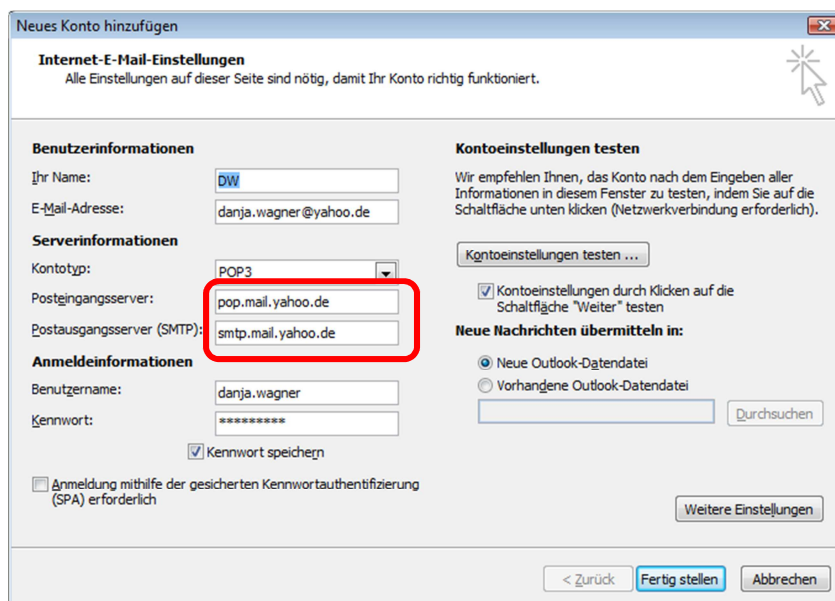 Neues Konto hinzufügen
Internet-E-Mail-Einstellungen
Alle Einstellungen auf dieser Seite sind nötig, damit Ihr Konto richtig funktioniert.
Benutzerinformationen
Ihr Name: DW
E-Mail-Adresse: danja.wagner@yahoo.de
Serverinformationen
Kontotyp: POP3
Posteingangsserver: pop.mail.yahoo.de
Postausgangsserver (SMTP): smtp.mail.yahoo.de
Anmeldeinformationen
Benutzername: danja.wagner
Kennwort: *********
Kennwort speichern
Anmeldung mithilfe der gesicherten Kennwortauthentifizierung
(SPA) erforderlich
Kontoeinstellungen testen
Wir empfehlen Ihnen, das Konto nach dem Eingeben aller
Informationen in diesem Fenster zu testen, indem Sie auf die
Schaltfläche unten klicken (Netzwerkverbindung erforderlich).
Kontoeinstellungen testen ...
Kontoeinstellungen durch Klicken auf die
Schaltfläche "Weiter" testen
Neue Nachrichten übermitteln in:
Neue Outlook-Datendatei
Vorhandene Outlook-Datendatei
Durchsuchen
Weitere Einstellungen
< Zurück
Fertig stellen
Abbrechen